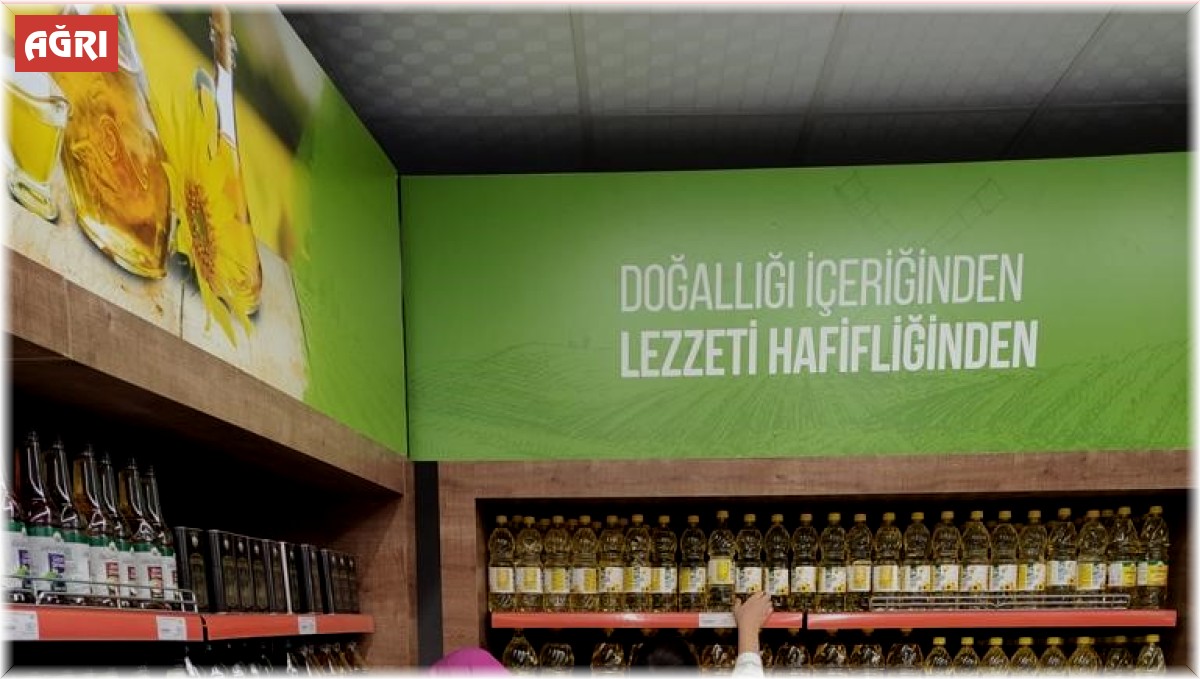 AĞRI
DOĞALLIĞI İÇERİĞİNDEN
LEZZETİ HAFİFLİĞİNDEN